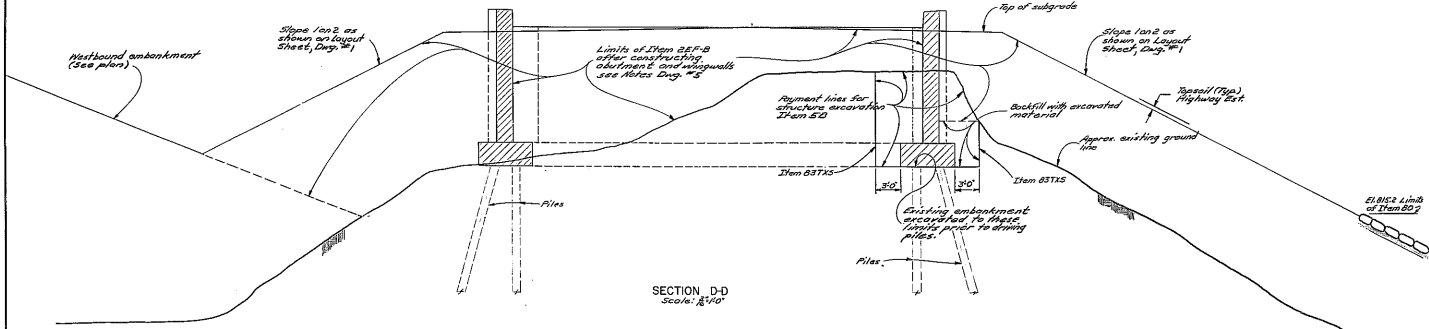 Top of subgrade
Slope 1 on 2 as
shown on Layout
Sheet, Dwg. #1
Westbound embankment
(See plan)
Limits of Item 2EF-B
after constructing
abutment and wingwalls
see Notes Dwg. #5
Slope 1 on 2 as
shown on Layout
Sheet, Dwg. #1
Topsoil (Typ.)
Highway Est.
Payment lines for
structure excavation
Item 5B
Backfill with excavated
material
Approx. existing ground
line
Item 83TXS
3'-0"
3'-0"
Item 83TXS
Piles
Existing embankment
excavated to these
limits prior to driving
piles.
El. 815.2 Limits
of Item 80
Piles
SECTION D-D
Scale: